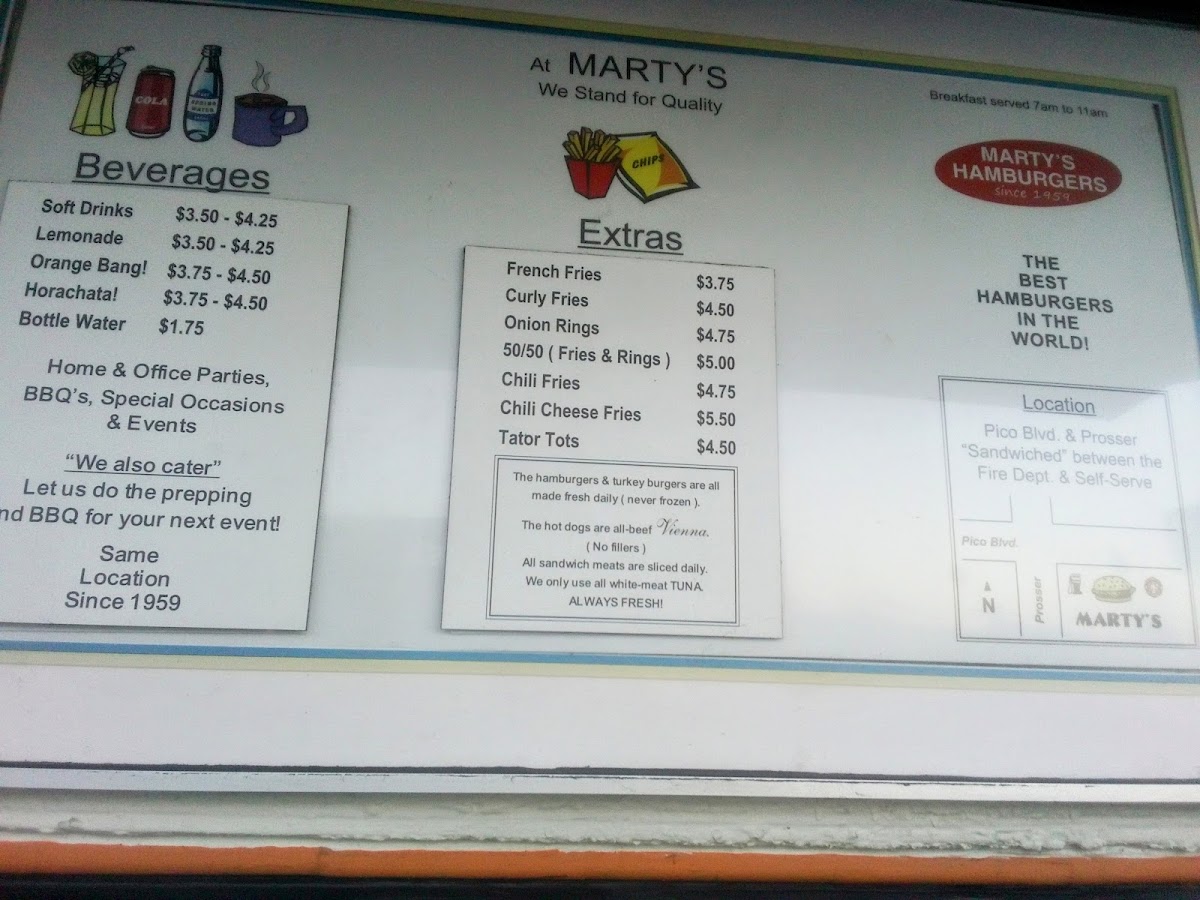 COLA
SPRING
WATER
Beverages
Soft Drinks $3.50 - $4.25
Lemonade $3.50 - $4.25
Orange Bang! $3.75 - $4.50
Horachata! $3.75 - $4.50
Bottle Water $1.75
Home & Office Parties,
BBQ's, Special Occasions
& Events
"We also cater"
Let us do the prepping
nd BBQ for your next event!
Same
Location
Since 1959
At MARTY'S
We Stand for Quality
CHIPS
Extras
French Fries $3.75
Curly Fries $4.50
Onion Rings $4.75
50/50 ( Fries & Rings ) $5.00
Chili Fries $4.75
Chili Cheese Fries $5.50
Tator Tots $4.50
The hamburgers & turkey burgers are all
made fresh daily ( never frozen ).
The hot dogs are all-beef Vienna.
( No fillers )
All sandwich meats are sliced daily.
We only use all white-meat TUNA.
ALWAYS FRESH!
Breakfast served 7am to 11am
MARTY'S
HAMBURGERS
since 1959
THE
BEST
HAMBURGERS
IN THE
WORLD!
Location
Pico Blvd. & Prosser
"Sandwiched" between the
Fire Dept. & Self-Serve
Pico Blvd.
N
Prosser
MARTY'S